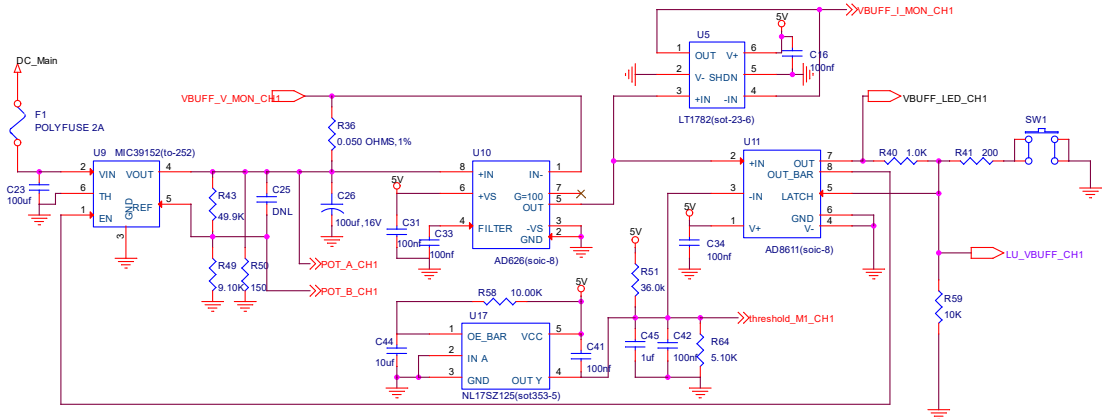 VBUFF_I_MON_CH1
5V
U5
1 OUT V+ 6
C16
100nf
2 V- SHDN 5
3 +IN -IN 4
LT1782(sot-23-6)
DC_Main
F1
POLYFUSE 2A
VBUFF_V_MON_CH1
R36
0.050 OHMS,1%
VBUFF_LED_CH1
SW1
U9 MIC39152(to-252)
2 VIN VOUT 4
6 TH
1 EN
GND
REF 5
3
C23
100uf
R43
49.9K
C25
DNL
C26
100uf,16V
R49
9.10K
R50
150
POT_A_CH1
POT_B_CH1
U10
8 +IN IN- 1
6 +VS G=100 7
OUT 5
4 FILTER -VS 3
GND 2
AD626(soic-8)
5V
C31
100nf
C33
100nf
U11
2 +IN OUT 7
OUT_BAR 8
3 -IN
LATCH 5
GND 6
1 V+ V- 4
AD8611(soic-8)
5V
C34
100nf
R40 1.0K
R41 200
LU_VBUFF_CH1
R59
10K
5V
R51
36.0k
threshold_M1_CH1
C45
1uf
C42
100nf
R64
5.10K
R58 10.00K
5V
U17
1 OE_BAR VCC 5
2 IN A
3 GND OUT Y 4
NL17SZ125(sot353-5)
C44
10uf
C41
100nf